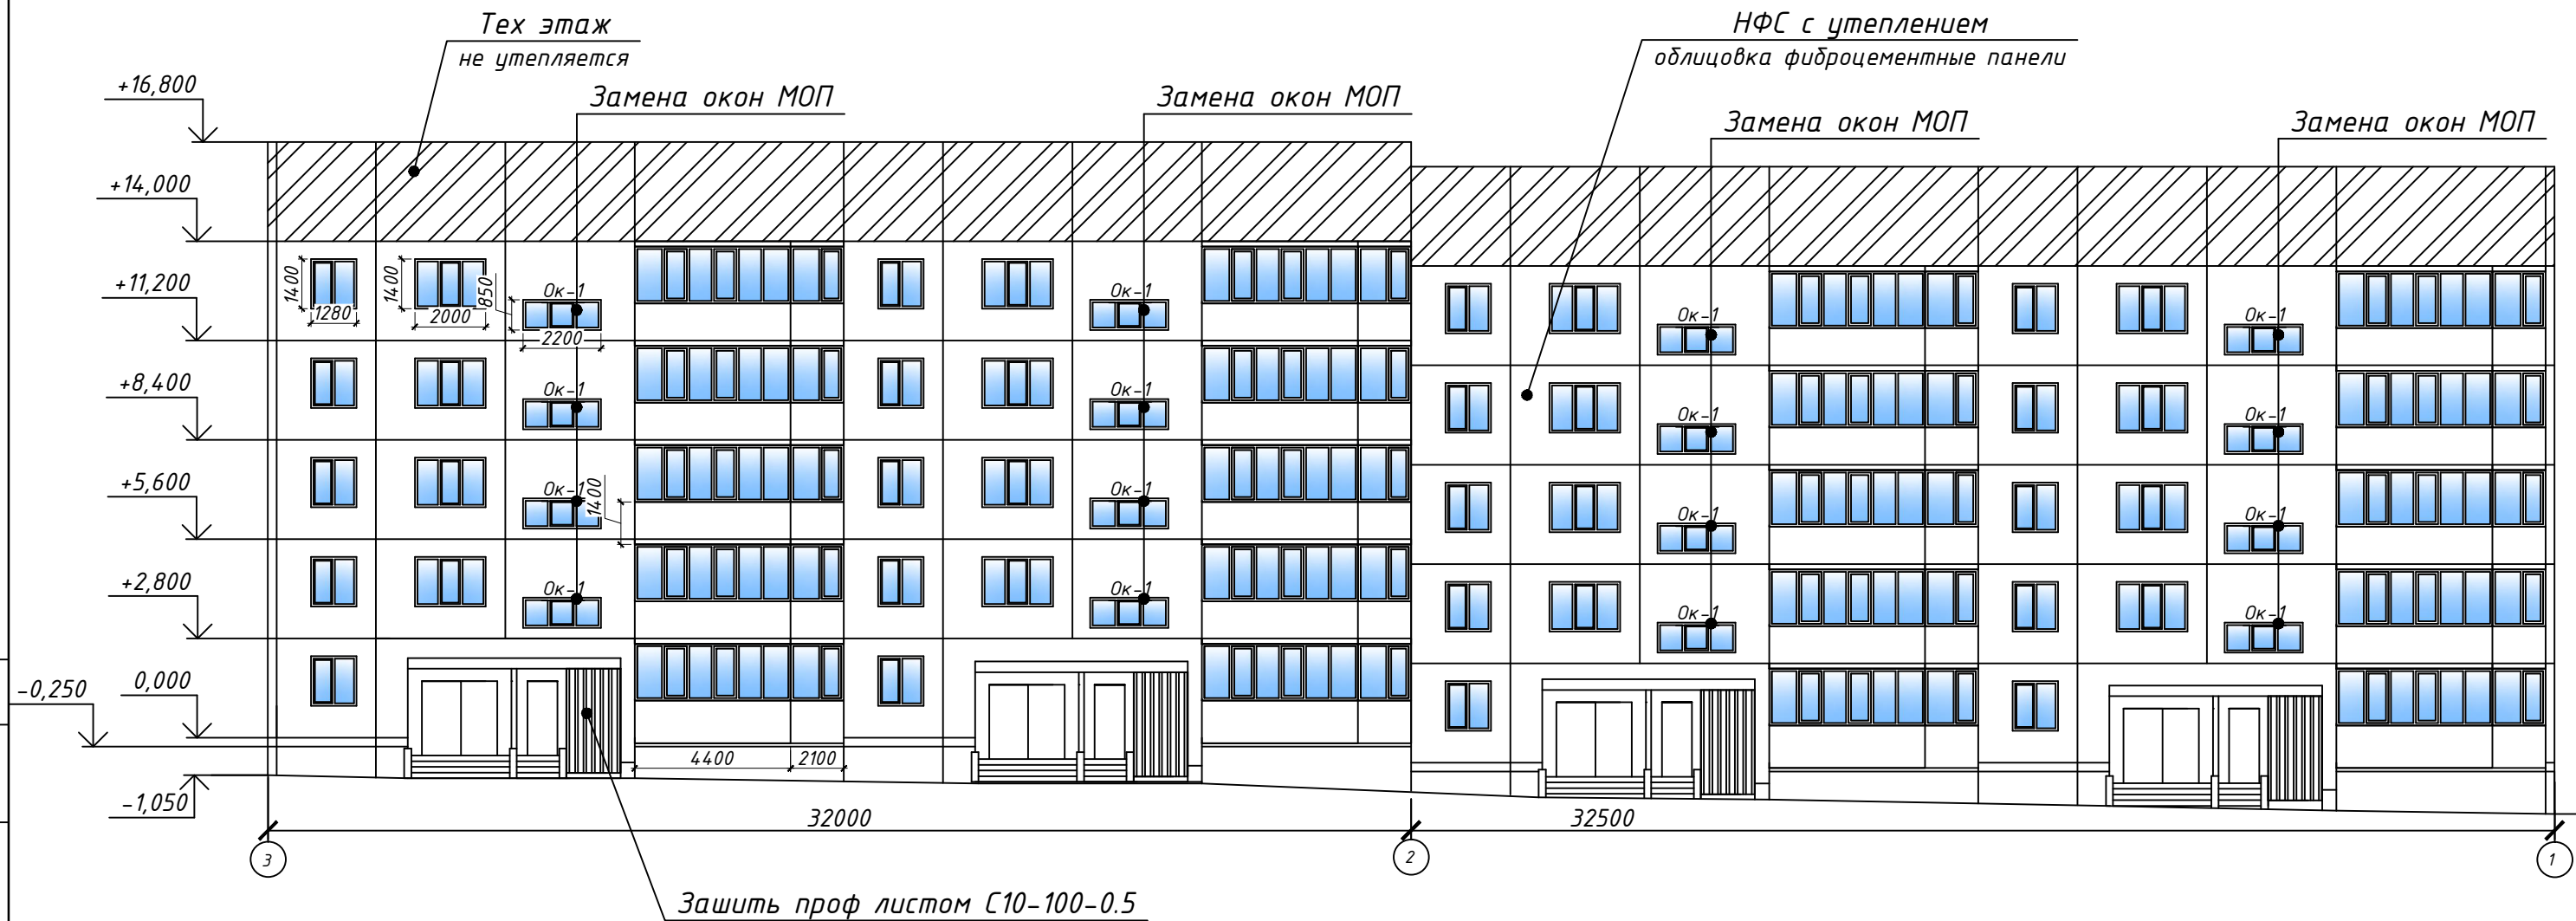 Тех этаж
не утепляется
НФС с утеплением
облицовка фиброцементные панели
Замена окон МОП
Замена окон МОП
Замена окон МОП
Замена окон МОП
+16,800
+14,000
+11,200
+8,400
+5,600
+2,800
0,000
-0,250
-1,050
1400
1280
1400
2000
850
2200
Ок-1
Ок-1
Ок-1
Ок-1
Ок-1
Ок-1
Ок-1
Ок-1
1400
Ок-1
Ок-1
Ок-1
Ок-1
Ок-1
Ок-1
Ок-1
Ок-1
4400
2100
32000
32500
3
2
1
Зашить проф листом С10-100-0.5